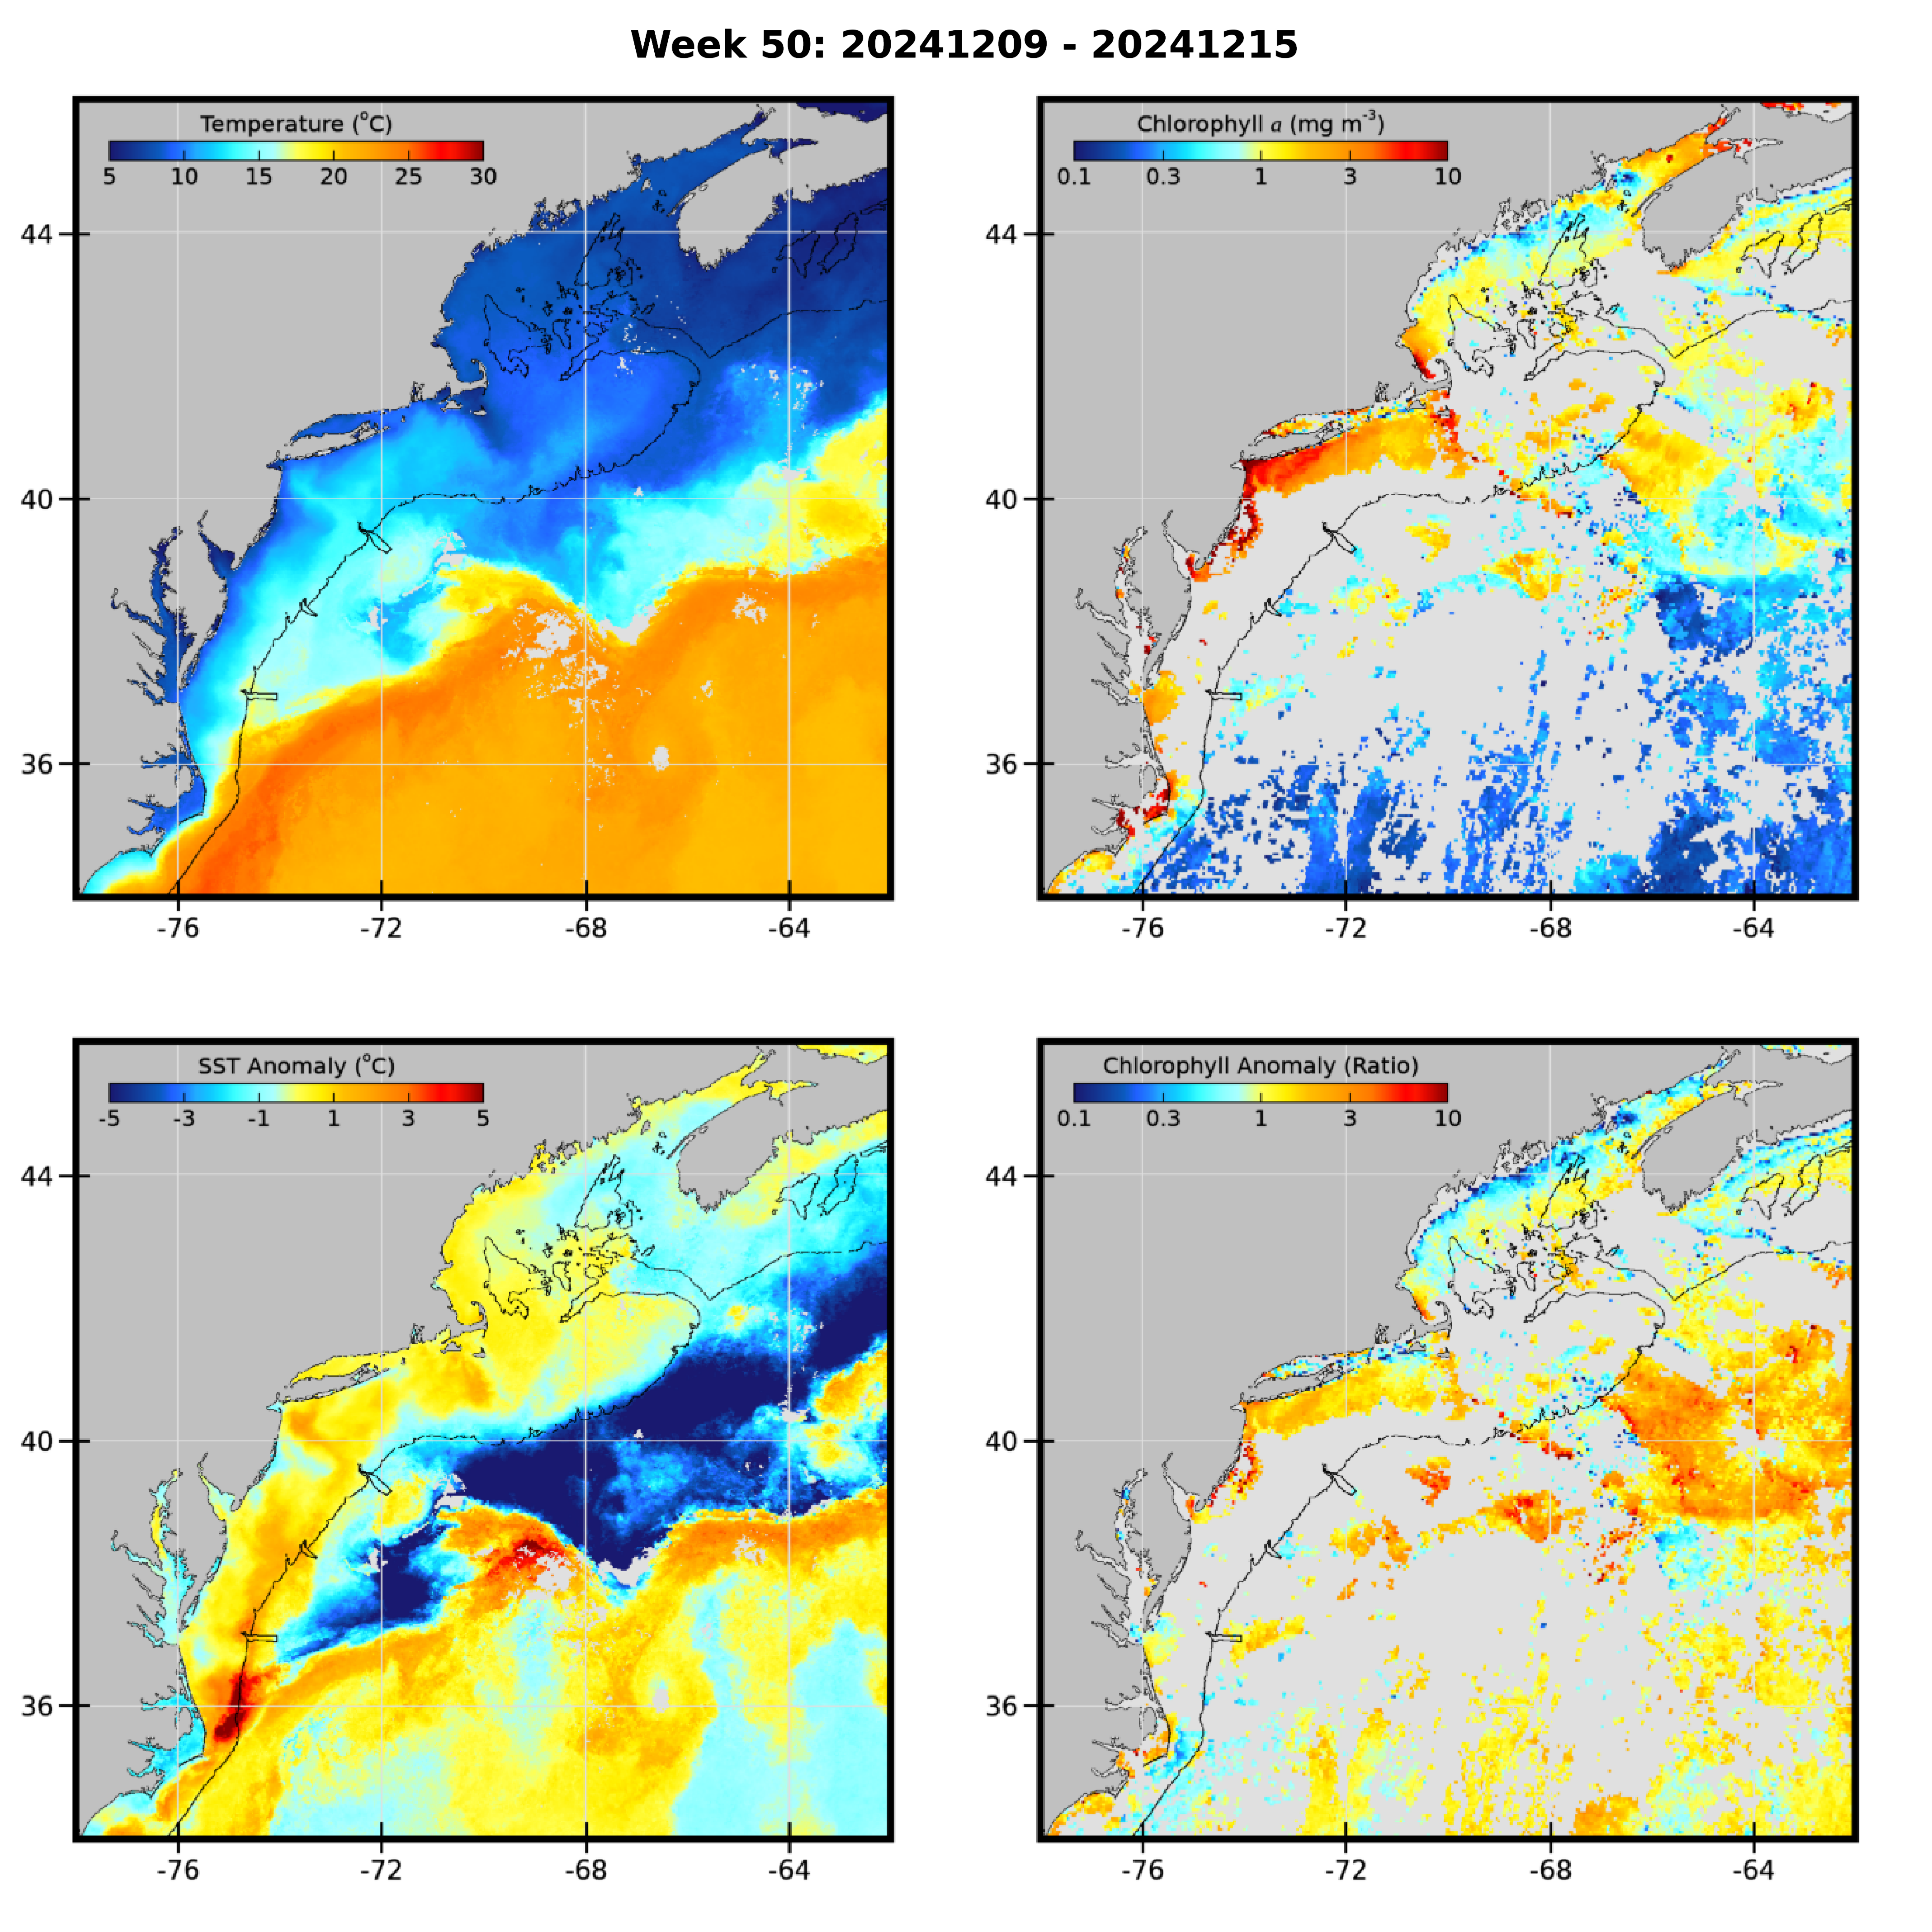 Week 50: 20241209 - 20241215
Temperature (°C)
5 10 15 20 25 30
44
40
36
-76 -72 -68 -64
Chlorophyll a (mg m⁻³)
0.1 0.3 1 3 10
44
40
36
-76 -72 -68 -64
SST Anomaly (°C)
-5 -3 -1 1 3 5
44
40
36
-76 -72 -68 -64
Chlorophyll Anomaly (Ratio)
0.1 0.3 1 3 10
44
40
36
-76 -72 -68 -64